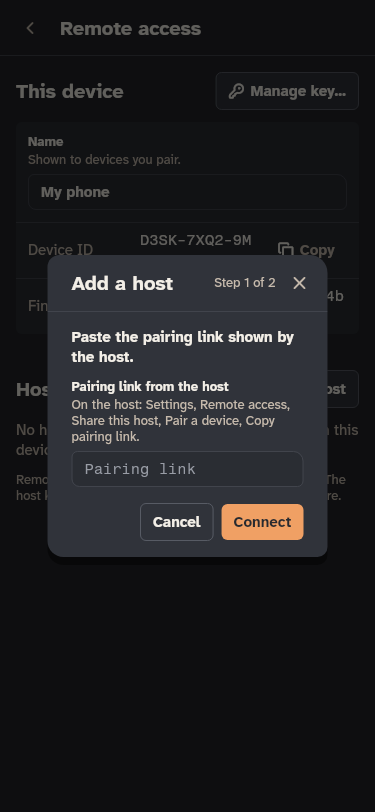 Remote access
This device
Manage key...
Name
Shown to devices you pair.
My phone
Device ID
D3SK-7XQ2-9M
Copy
Add a host
Step 1 of 2
Paste the pairing link shown by
the host.
Pairing link from the host
On the host: Settings, Remote access,
Share this host, Pair a device, Copy
pairing link.
Pairing link
Cancel
Connect